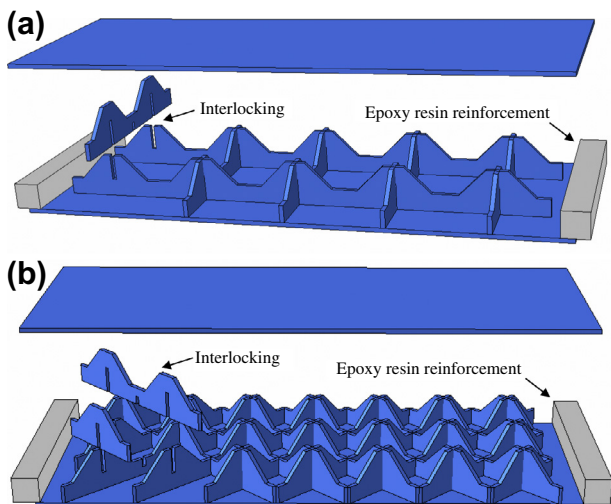 (a)
Interlocking
Epoxy resin reinforcement
(b)
Interlocking
Epoxy resin reinforcement